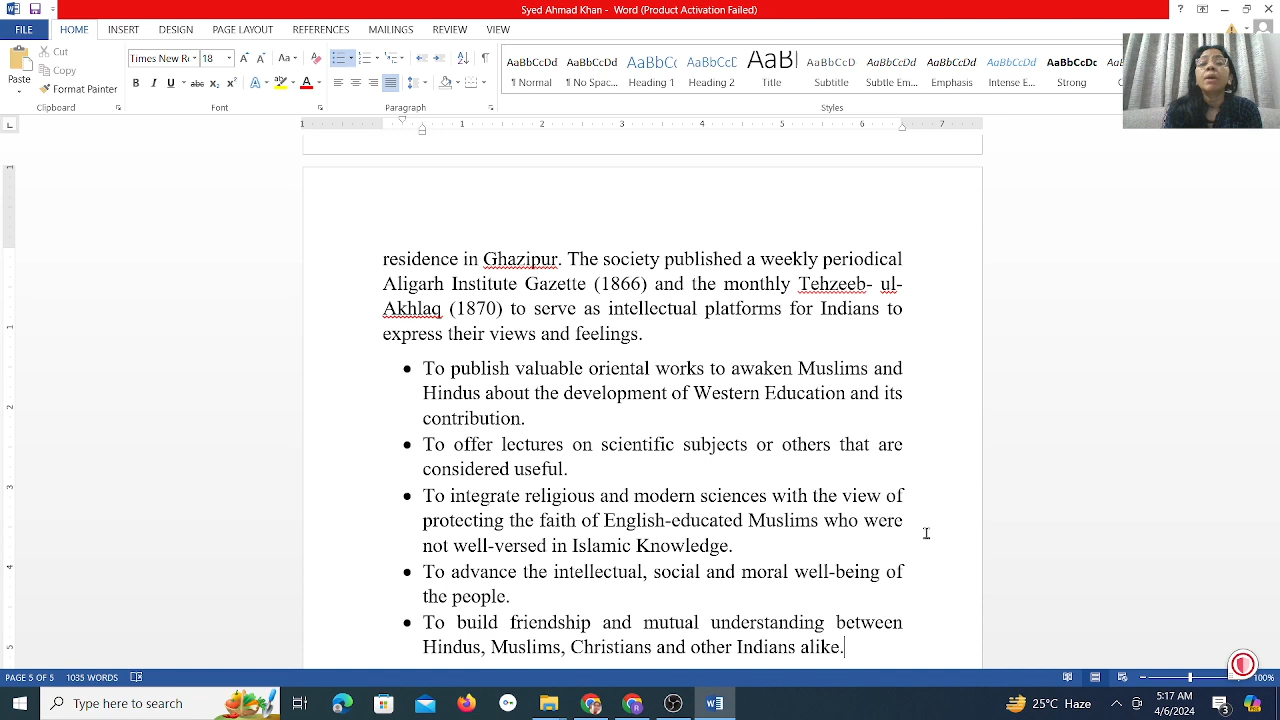 Syed Ahmad Khan - Word (Product Activation Failed)
FILE HOME INSERT DESIGN PAGE LAYOUT REFERENCES MAILINGS REVIEW VIEW
Paste
Cut
Copy
Format Painter
Clipboard
Times New Ro 18
Font
Paragraph
AaBbCcDd AaBbCcDd AaBbCc AaBbCcD AaB AaBbCcD AaBbCcDd AaBbCcDd AaBbCcDd AaBbCcDd
¶ Normal ¶ No Spac... Heading 1 Heading 2 Title Subtitle Subtle Em... Emphasis Intense E... Strong
Styles
residence in Ghazipur. The society published a weekly periodical
Aligarh Institute Gazette (1866) and the monthly Tehzeeb- ul-
Akhlaq (1870) to serve as intellectual platforms for Indians to
express their views and feelings.
• To publish valuable oriental works to awaken Muslims and
Hindus about the development of Western Education and its
contribution.
• To offer lectures on scientific subjects or others that are
considered useful.
• To integrate religious and modern sciences with the view of
protecting the faith of English-educated Muslims who were
not well-versed in Islamic Knowledge.
• To advance the intellectual, social and moral well-being of
the people.
• To build friendship and mutual understanding between
Hindus, Muslims, Christians and other Indians alike.
PAGE 5 OF 5 1035 WORDS 100%
Type here to search
25°C Haze
5:17 AM
4/6/2024